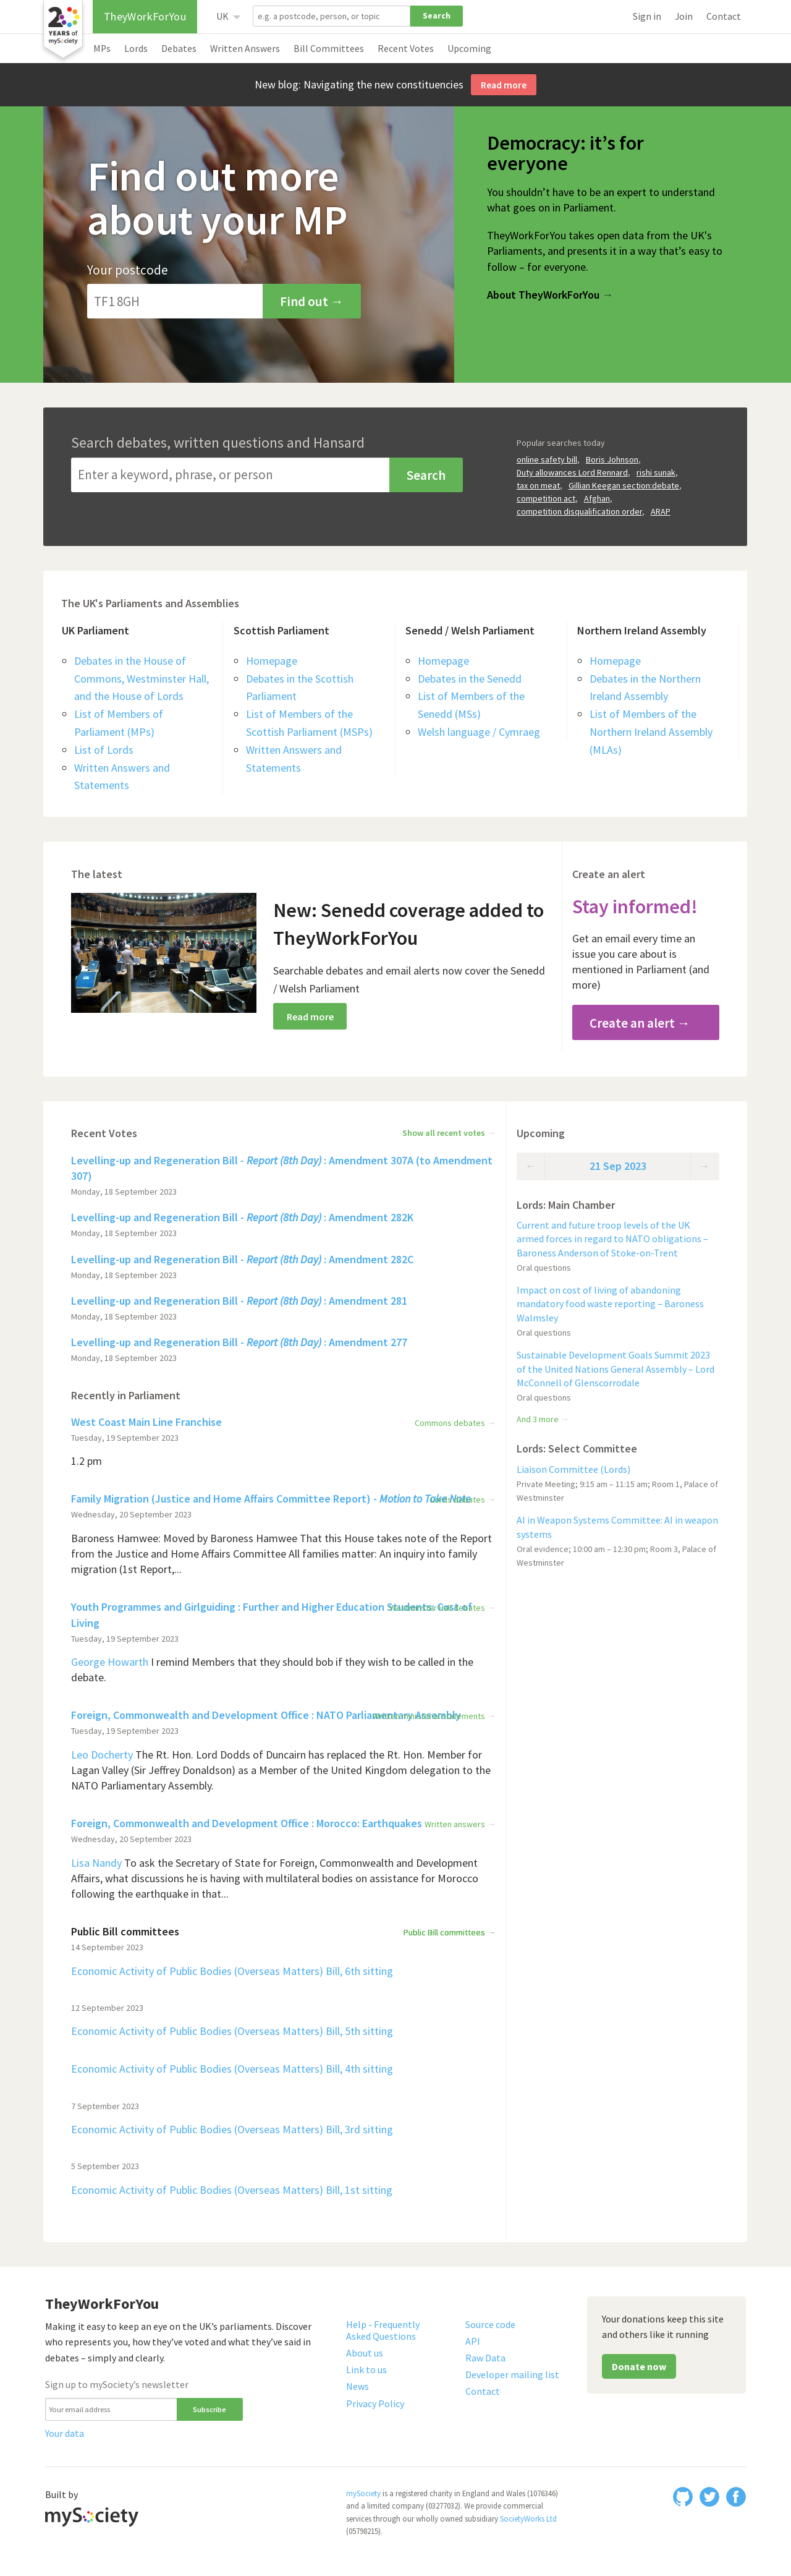 20
YEARS of
mySociety
TheyWorkForYou
UK
e.g. a postcode, person, or topic
Search
Sign in
Join
Contact
MPs
Lords
Debates
Written Answers
Bill Committees
Recent Votes
Upcoming
New blog: Navigating the new constituencies
Read more
Find out more
about your MP
Your postcode
TF1 8GH
Find out →
Democracy: it’s for
everyone
You shouldn’t have to be an expert to understand
what goes on in Parliament.
TheyWorkForYou takes open data from the UK's
Parliaments, and presents it in a way that’s easy to
follow – for everyone.
About TheyWorkForYou →
Search debates, written questions and Hansard
Enter a keyword, phrase, or person
Search
Popular searches today
online safety bill, Boris Johnson,
Duty allowances Lord Rennard, rishi sunak,
tax on meat, Gillian Keegan section:debate,
competition act, Afghan,
competition disqualification order, ARAP
The UK's Parliaments and Assemblies
UK Parliament
Debates in the House of
Commons, Westminster Hall,
and the House of Lords
List of Members of
Parliament (MPs)
List of Lords
Written Answers and
Statements
Scottish Parliament
Homepage
Debates in the Scottish
Parliament
List of Members of the
Scottish Parliament (MSPs)
Written Answers and
Statements
Senedd / Welsh Parliament
Homepage
Debates in the Senedd
List of Members of the
Senedd (MSs)
Welsh language / Cymraeg
Northern Ireland Assembly
Homepage
Debates in the Northern
Ireland Assembly
List of Members of the
Northern Ireland Assembly
(MLAs)
The latest
New: Senedd coverage added to
TheyWorkForYou
Searchable debates and email alerts now cover the Senedd
/ Welsh Parliament
Read more
Create an alert
Stay informed!
Get an email every time an
issue you care about is
mentioned in Parliament (and
more)
Create an alert →
Recent Votes
Show all recent votes →
Levelling-up and Regeneration Bill - Report (8th Day) : Amendment 307A (to Amendment
307)
Monday, 18 September 2023
Levelling-up and Regeneration Bill - Report (8th Day) : Amendment 282K
Monday, 18 September 2023
Levelling-up and Regeneration Bill - Report (8th Day) : Amendment 282C
Monday, 18 September 2023
Levelling-up and Regeneration Bill - Report (8th Day) : Amendment 281
Monday, 18 September 2023
Levelling-up and Regeneration Bill - Report (8th Day) : Amendment 277
Monday, 18 September 2023
Recently in Parliament
West Coast Main Line Franchise
Commons debates →
Tuesday, 19 September 2023
1.2 pm
Family Migration (Justice and Home Affairs Committee Report) - Motion to Take Note
Lords debates →
Wednesday, 20 September 2023
Baroness Hamwee: Moved by Baroness Hamwee That this House takes note of the Report
from the Justice and Home Affairs Committee All families matter: An inquiry into family
migration (1st Report,...
Youth Programmes and Girlguiding : Further and Higher Education Students: Cost of
Living
Westminster Hall debates →
Tuesday, 19 September 2023
George Howarth I remind Members that they should bob if they wish to be called in the
debate.
Foreign, Commonwealth and Development Office : NATO Parliamentary Assembly
Written Ministerial Statements →
Tuesday, 19 September 2023
Leo Docherty The Rt. Hon. Lord Dodds of Duncairn has replaced the Rt. Hon. Member for
Lagan Valley (Sir Jeffrey Donaldson) as a Member of the United Kingdom delegation to the
NATO Parliamentary Assembly.
Foreign, Commonwealth and Development Office : Morocco: Earthquakes
Written answers →
Wednesday, 20 September 2023
Lisa Nandy To ask the Secretary of State for Foreign, Commonwealth and Development
Affairs, what discussions he is having with multilateral bodies on assistance for Morocco
following the earthquake in that...
Public Bill committees
Public Bill committees →
14 September 2023
Economic Activity of Public Bodies (Overseas Matters) Bill, 6th sitting
12 September 2023
Economic Activity of Public Bodies (Overseas Matters) Bill, 5th sitting
Economic Activity of Public Bodies (Overseas Matters) Bill, 4th sitting
7 September 2023
Economic Activity of Public Bodies (Overseas Matters) Bill, 3rd sitting
5 September 2023
Economic Activity of Public Bodies (Overseas Matters) Bill, 1st sitting
Upcoming
← 21 Sep 2023 →
Lords: Main Chamber
Current and future troop levels of the UK
armed forces in regard to NATO obligations –
Baroness Anderson of Stoke-on-Trent
Oral questions
Impact on cost of living of abandoning
mandatory food waste reporting – Baroness
Walmsley
Oral questions
Sustainable Development Goals Summit 2023
of the United Nations General Assembly – Lord
McConnell of Glenscorrodale
Oral questions
And 3 more →
Lords: Select Committee
Liaison Committee (Lords)
Private Meeting; 9:15 am – 11:15 am; Room 1, Palace of
Westminster
AI in Weapon Systems Committee: AI in weapon
systems
Oral evidence; 10:00 am – 12:30 pm; Room 3, Palace of
Westminster
TheyWorkForYou
Making it easy to keep an eye on the UK’s parliaments. Discover
who represents you, how they’ve voted and what they’ve said in
debates – simply and clearly.
Sign up to mySociety’s newsletter
Your email address
Subscribe
Your data
Help - Frequently
Asked Questions
About us
Link to us
News
Privacy Policy
Source code
API
Raw Data
Developer mailing list
Contact
Your donations keep this site
and others like it running
Donate now
Built by
mySociety
mySociety is a registered charity in England and Wales (1076346)
and a limited company (03277032). We provide commercial
services through our wholly owned subsidiary SocietyWorks Ltd
(05798215).